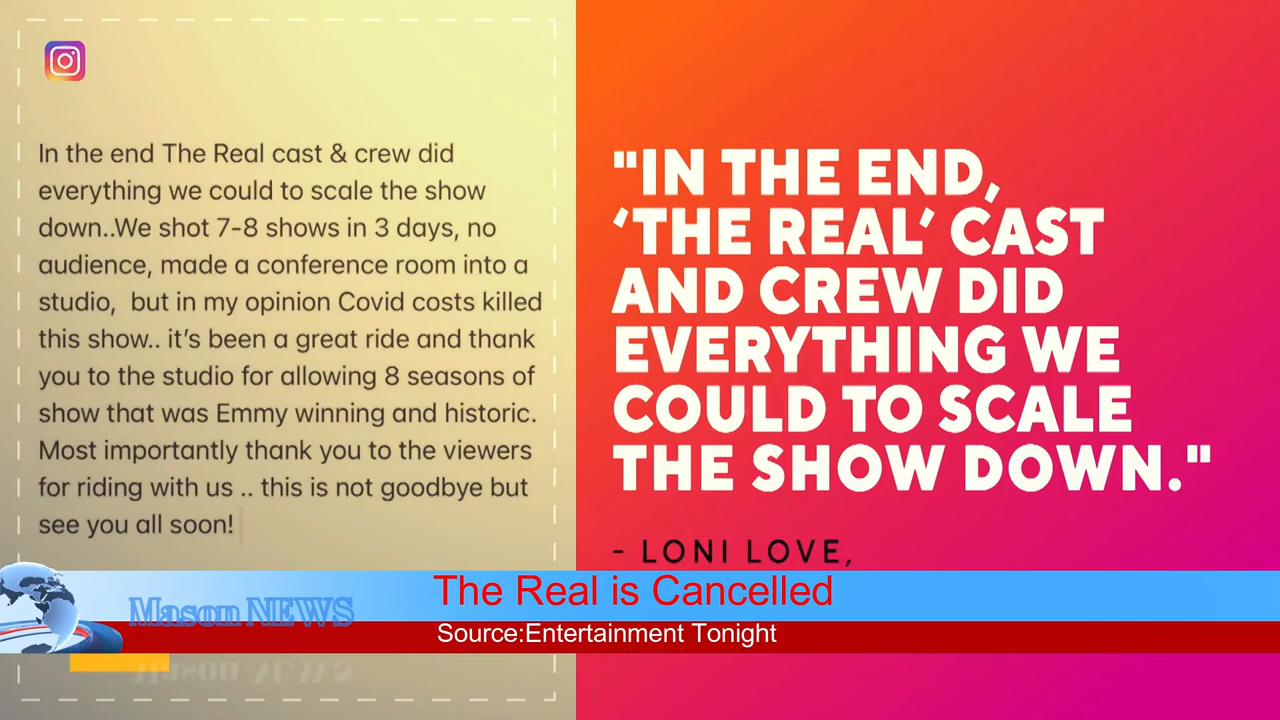 In the end The Real cast & crew did
everything we could to scale the show
down..We shot 7-8 shows in 3 days, no
audience, made a conference room into a
studio,  but in my opinion Covid costs killed
this show.. it’s been a great ride and thank
you to the studio for allowing 8 seasons of
show that was Emmy winning and historic.
Most importantly thank you to the viewers
for riding with us .. this is not goodbye but
see you all soon!
"IN THE END,
‘THE REAL’ CAST
AND CREW DID
EVERYTHING WE
COULD TO SCALE
THE SHOW DOWN."
- LONI LOVE,
The Real is Cancelled
Mason NEWS
Source:Entertainment Tonight